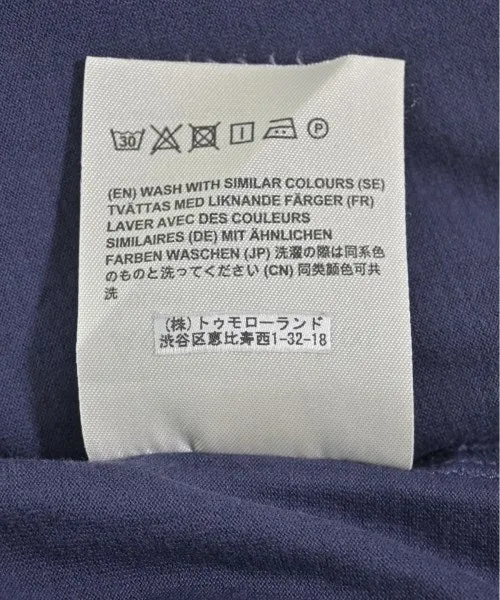 30 P
(EN) WASH WITH SIMILAR COLOURS (SE)
TVÄTTAS MED LIKNANDE FÄRGER (FR)
LAVER AVEC DES COULEURS
SIMILAIRES (DE) MIT ÄHNLICHEN
FARBEN WASCHEN (JP) 洗濯の際は同系色
のものと洗ってください (CN) 同类颜色可共
洗
(株)トゥモローランド
渋谷区恵比寿西1-32-18